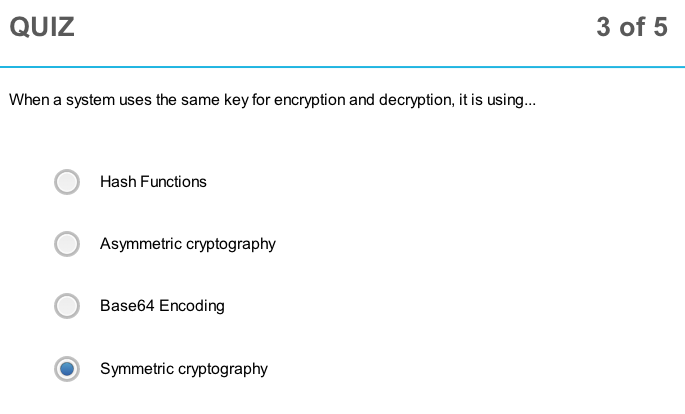 QUIZ 3 of 5
When a system uses the same key for encryption and decryption, it is using...
Hash Functions
Asymmetric cryptography
Base64 Encoding
Symmetric cryptography